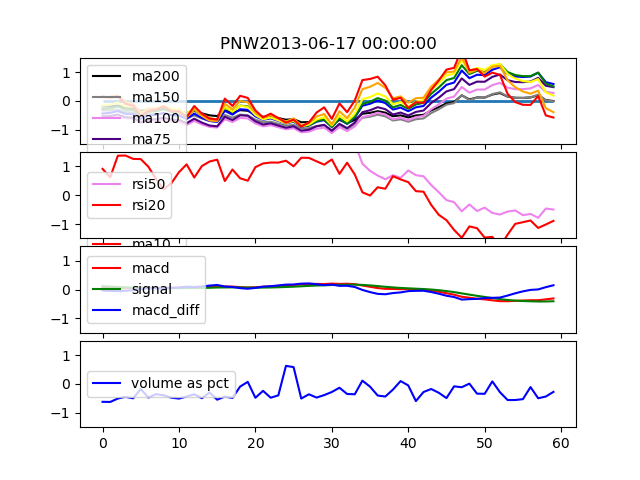 PNW2013-06-17 00:00:00
1
0
−1
ma200
ma150
ma100
ma75
1
0
−1
rsi50
rsi20
ma10
1
0
−1
macd
signal
macd_diff
1
0
−1
volume as pct
0 10 20 30 40 50 60